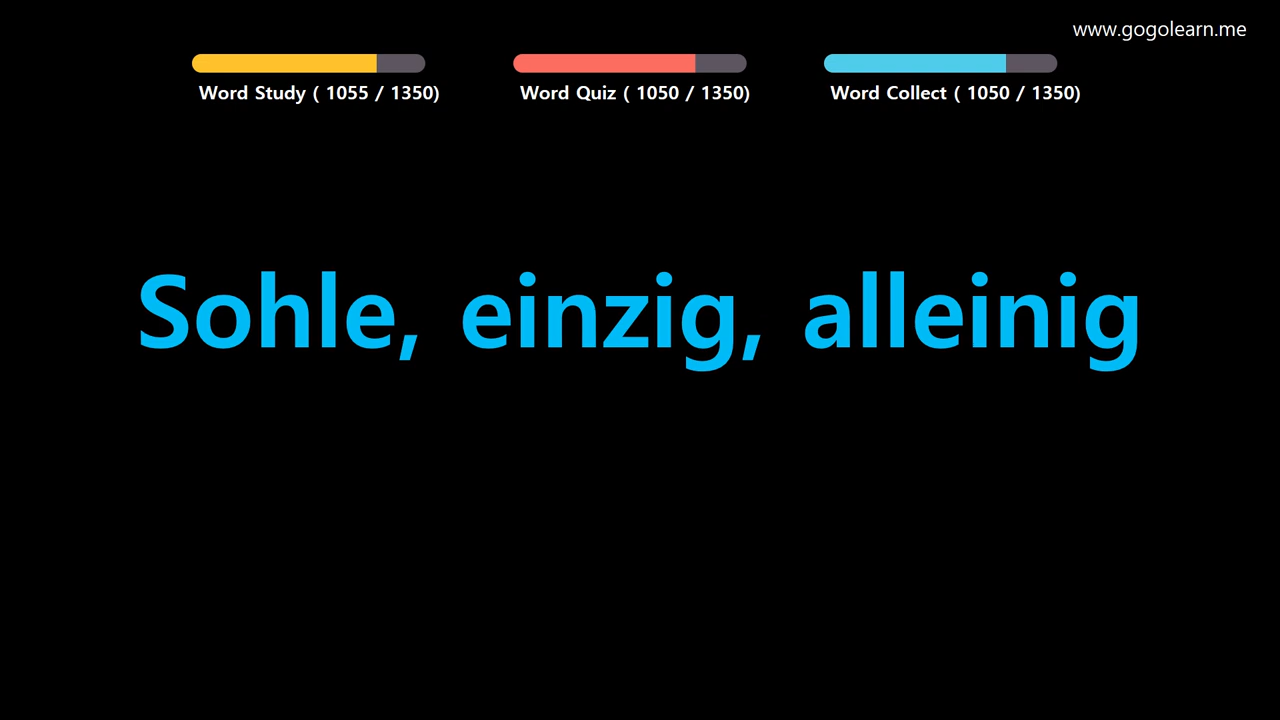 www.gogolearn.me
Word Study ( 1055 / 1350)
Word Quiz ( 1050 / 1350)
Word Collect ( 1050 / 1350)
Sohle, einzig, alleinig